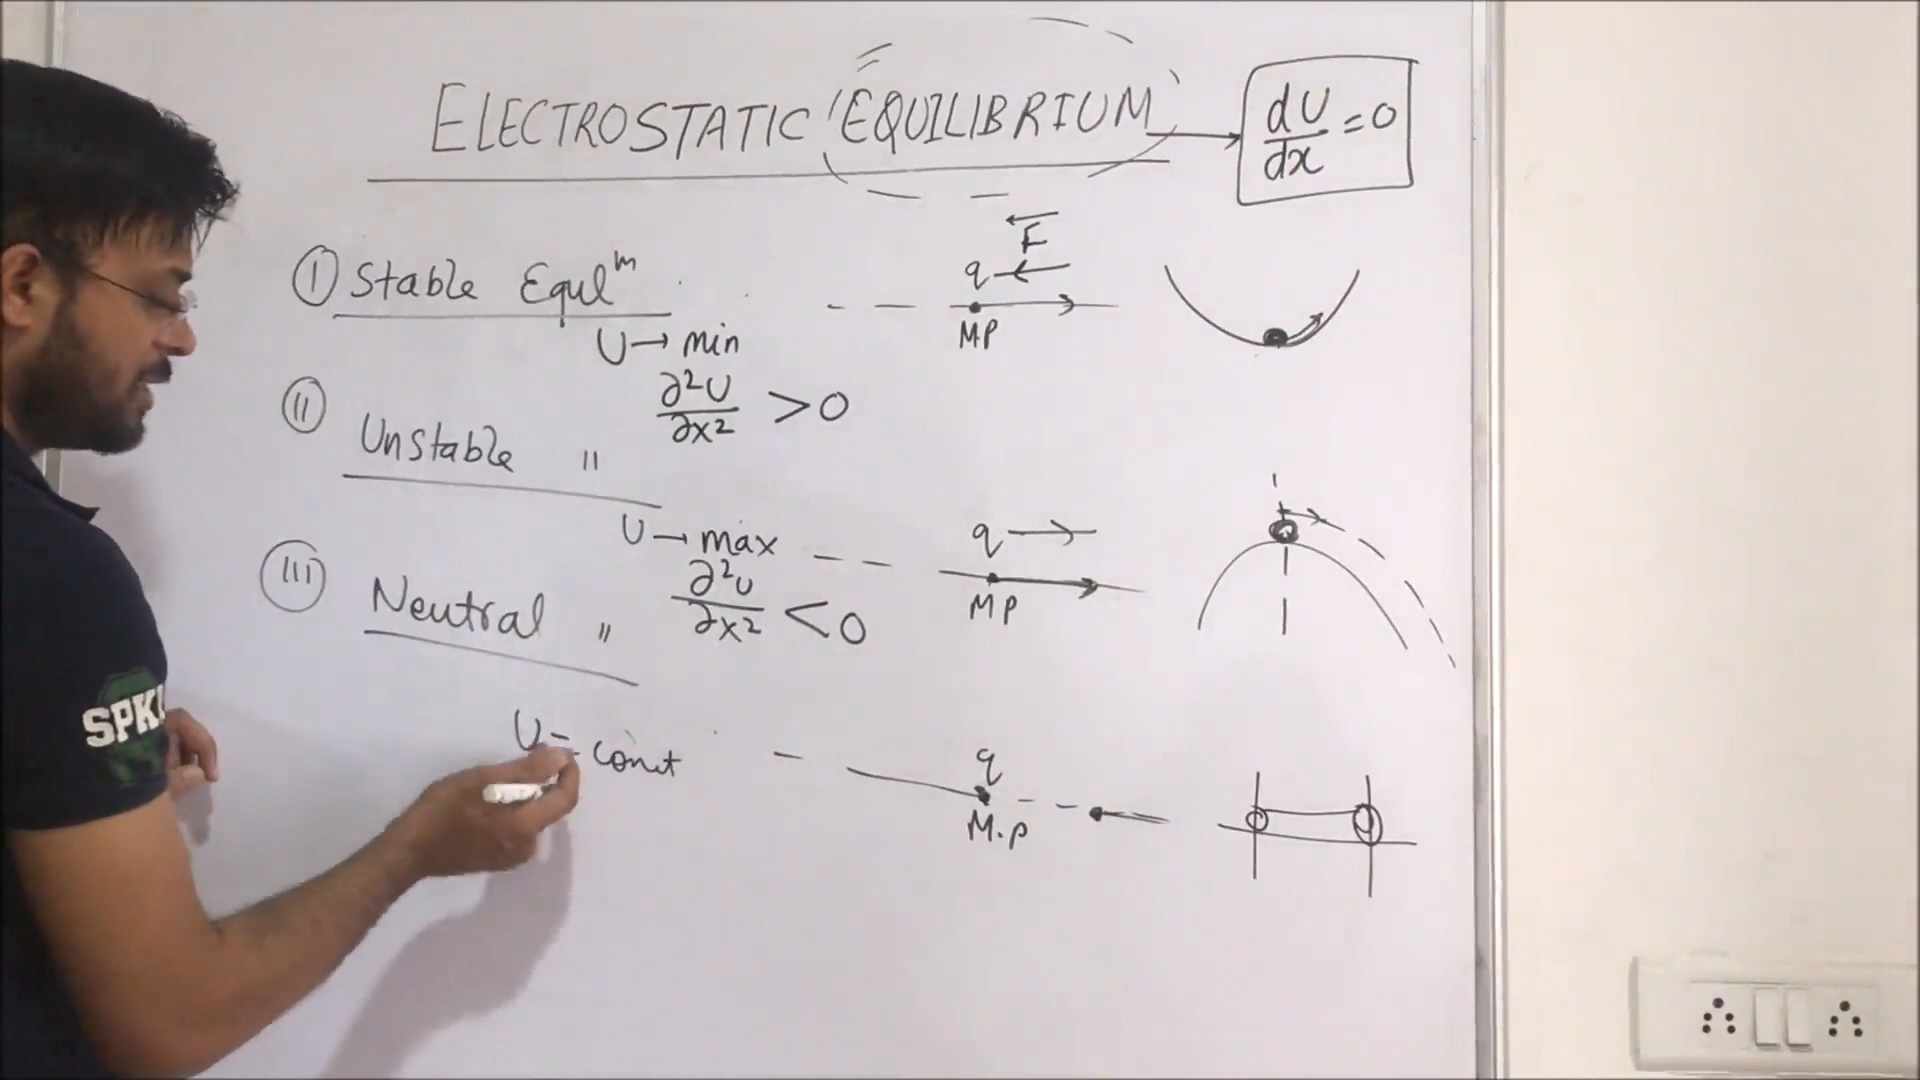 ELECTROSTATIC 'EQUILIBRIUM → dU/dx = 0
F
(I) Stable Equl^m
q
MP
U → min
∂²U/∂x² > 0
(II) Unstable "
U → max
q
MP
∂²U/∂x² < 0
(III) Neutral "
U = const
q
M.P
SPK